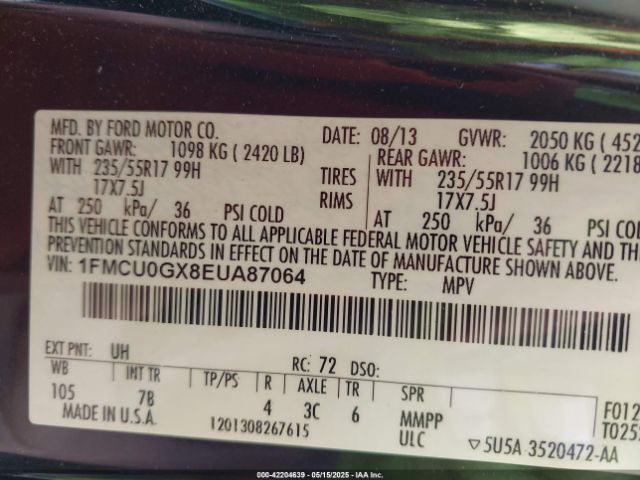 MFD. BY FORD MOTOR CO. DATE: 08/13 GVWR: 2050 KG ( 452
FRONT GAWR: 1098 KG ( 2420 LB) REAR GAWR: 1006 KG ( 2218
WITH 235/55R17 99H TIRES WITH 235/55R17 99H
17X7.5J RIMS 17X7.5J
AT 250 kPa/ 36 PSI COLD AT 250 kPa/ 36 PSI CO
THIS VEHICLE CONFORMS TO ALL APPLICABLE FEDERAL MOTOR VEHICLE SAFETY AND THE
PREVENTION STANDARDS IN EFFECT ON THE DATE OF MANUFACTURE SHOWN ABOVE.
VIN: 1FMCU0GX8EUA87064 TYPE: MPV
EXT PNT: UH RC: 72 DSO:
WB INT TR TP/PS R AXLE TR SPR
105 7B 4 3C 6 MMPP F012
MADE IN U.S.A. 1201308267615 ULC ▽5U5A 3520472-AA T025
000-42204639 - 05/15/2025 - IAAI.COM